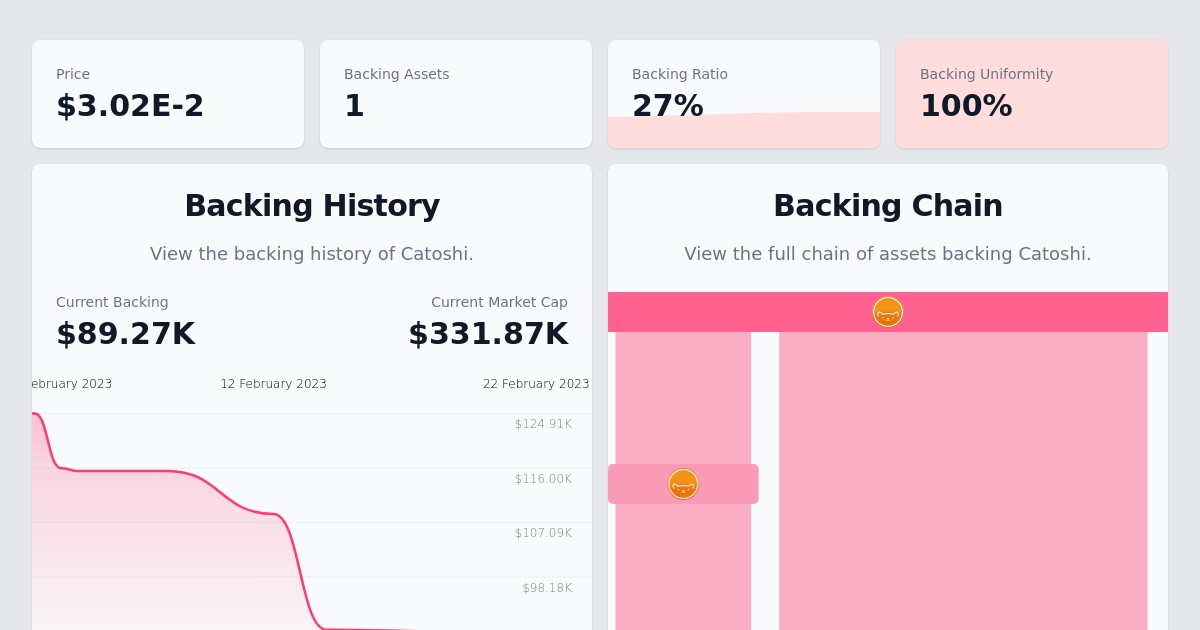 Price
$3.02E-2
Backing Assets
1
Backing Ratio
27%
Backing Uniformity
100%
Backing History
View the backing history of Catoshi.
Current Backing
$89.27K
Current Market Cap
$331.87K
ebruary 2023
12 February 2023
22 February 2023
$124.91K
$116.00K
$107.09K
$98.18K
Backing Chain
View the full chain of assets backing Catoshi.